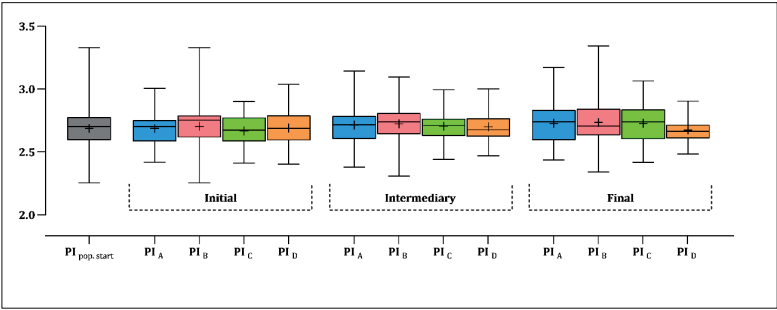 3.5
3.0
2.5
2.0
Initial Intermediary Final
PI pop. start PI A PI B PI C PI D PI A PI B PI C PI D PI A PI B PI C PI D